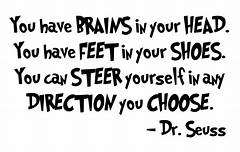 You have BRAINS in your HEAD.
You have FEET in your SHOES.
You can STEER yourself in any
DIRECTION you CHOOSE.
- Dr. Seuss